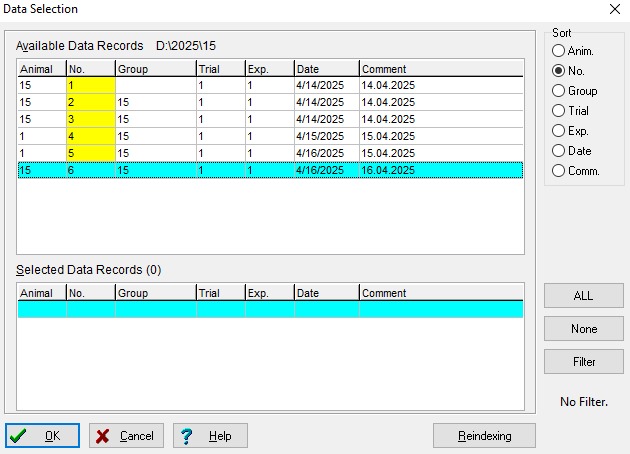 Data Selection
Available Data Records D:\2025\15
Animal No. Group Trial Exp. Date Comment
15 1 1 1 4/14/2025 14.04.2025
15 2 15 1 1 4/14/2025 14.04.2025
15 3 15 1 1 4/14/2025 14.04.2025
1 4 15 1 1 4/15/2025 15.04.2025
1 5 15 1 1 4/16/2025 15.04.2025
15 6 15 1 1 4/16/2025 16.04.2025
Selected Data Records (0)
Animal No. Group Trial Exp. Date Comment
Sort
Anim.
No.
Group
Trial
Exp.
Date
Comm.
ALL
None
Filter
No Filter.
OK Cancel ? Help Reindexing